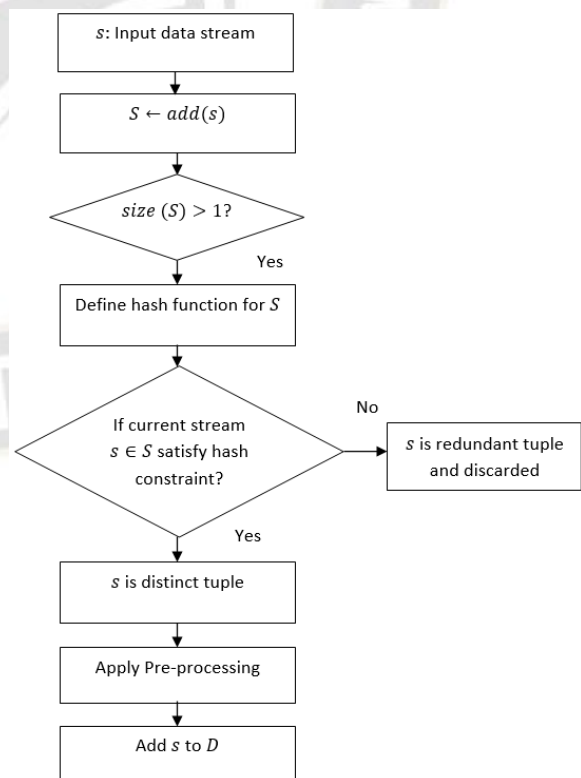 s: Input data stream
S ← add(s)
size (S) > 1?
Yes
Define hash function for S
If current stream
s ∈ S satisfy hash
constraint?
No
s is redundant tuple
and discarded
Yes
s is distinct tuple
Apply Pre-processing
Add s to D